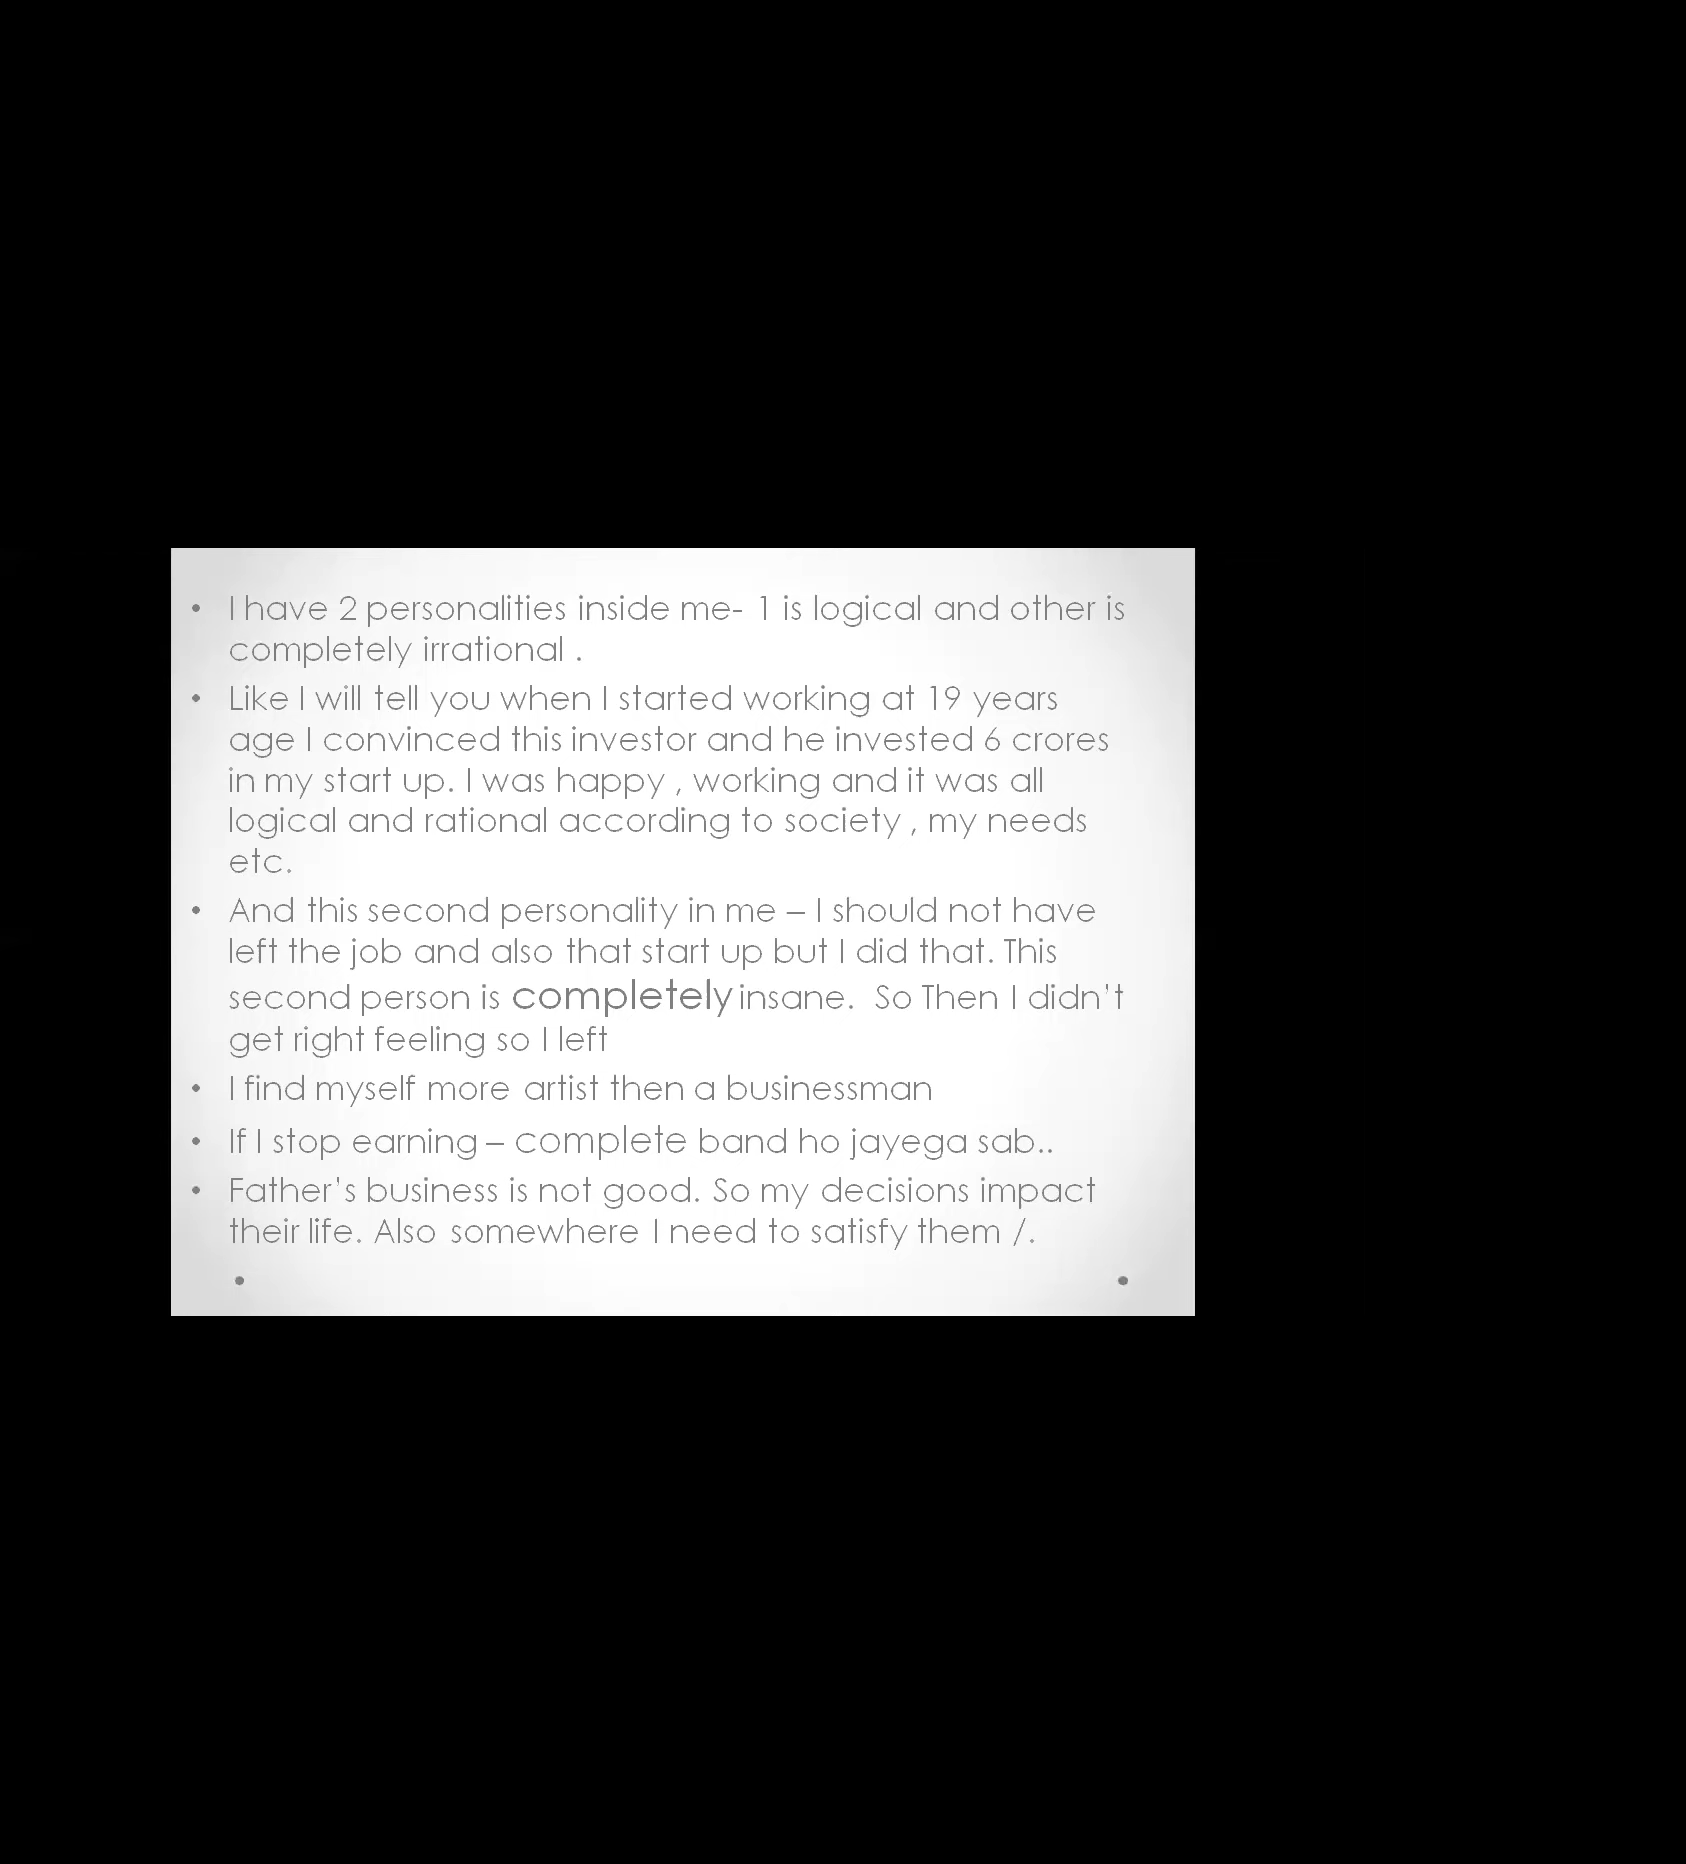 • I have 2 personalities inside me- 1 is logical and other is
completely irrational .
• Like I will tell you when I started working at 19 years
age I convinced this investor and he invested 6 crores
in my start up. I was happy , working and it was all
logical and rational according to society , my needs
etc.
• And this second personality in me – I should not have
left the job and also that start up but I did that. This
second person is completely insane.  So Then I didn't
get right feeling so I left
• I find myself more artist then a businessman
• If I stop earning – complete band ho jayega sab..
• Father's business is not good. So my decisions impact
their life. Also somewhere I need to satisfy them /.